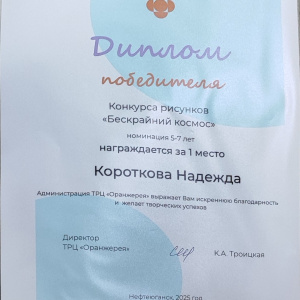 Диплом
победителя
Конкурса рисунков
«Бескрайний космос»
номинация 5-7 лет
награждается за 1 место
Короткова Надежда
Администрация ТРЦ «Оранжерея» выражает Вам искреннюю благодарность
и желает творческих успехов
Директор
ТРЦ «Оранжерея»
К.А. Троицкая
Нефтеюганск, 2025 год